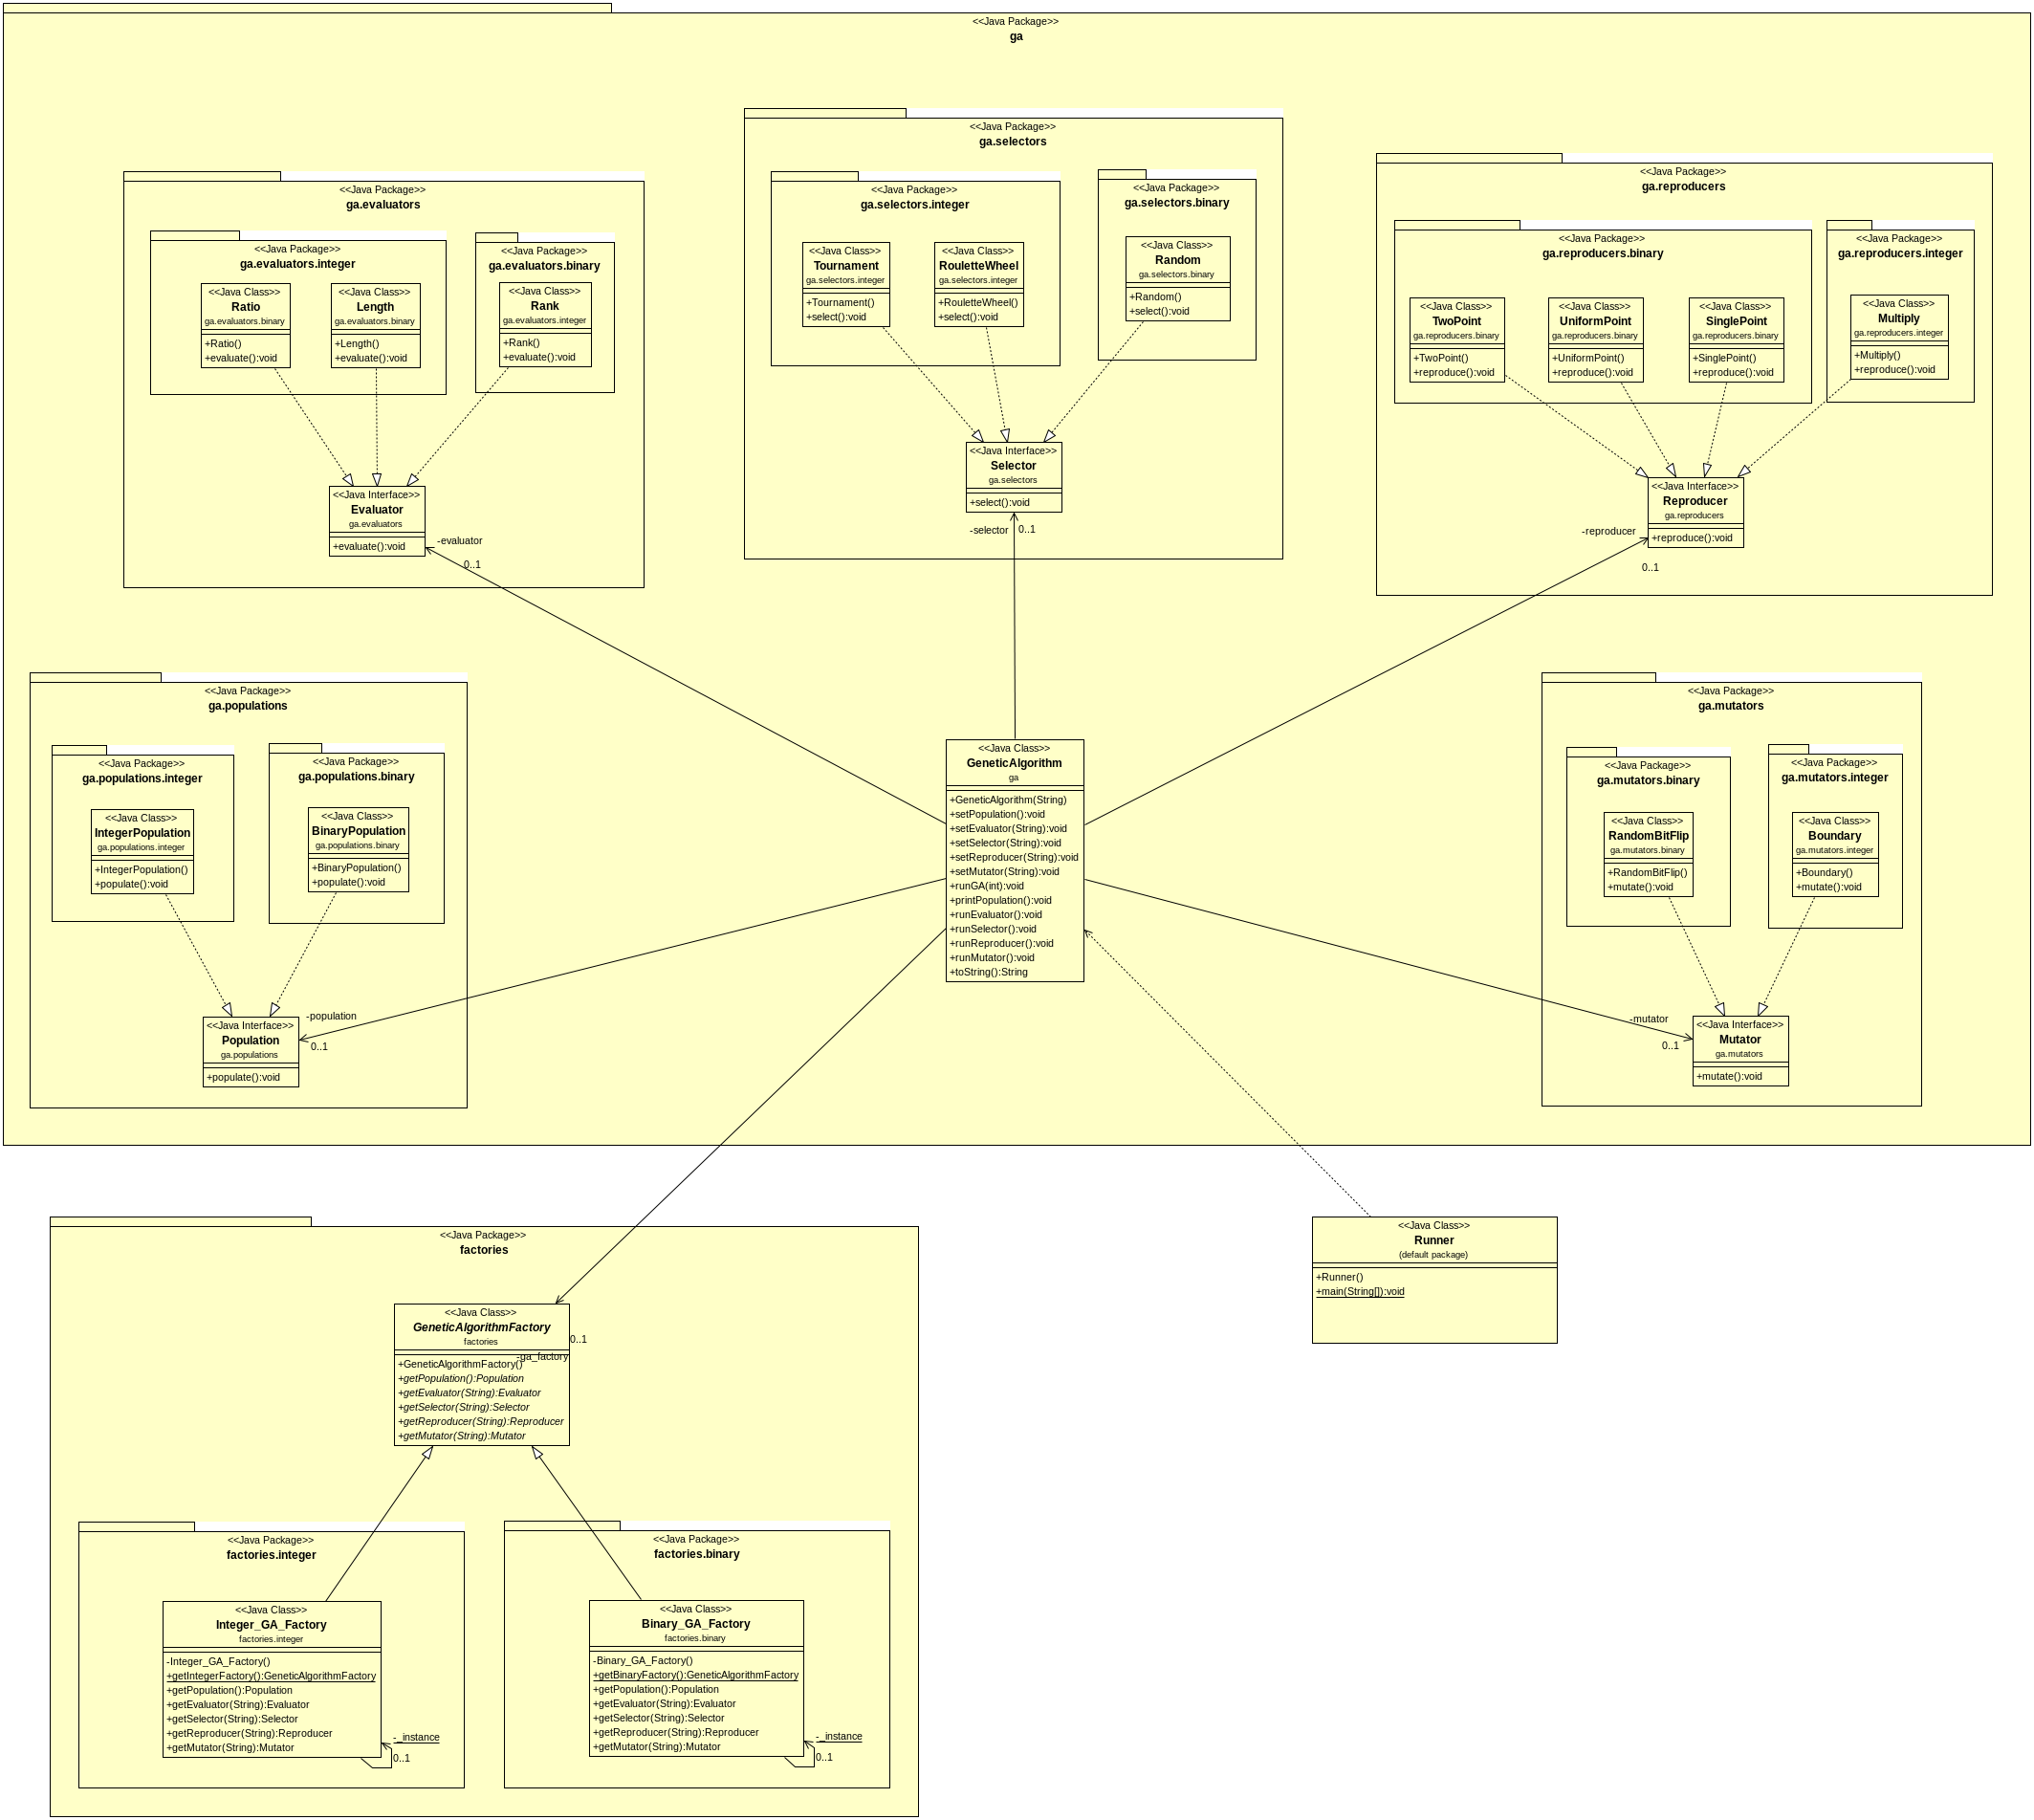 <<Java Package>>
ga
<<Java Package>>
ga.evaluators
<<Java Package>>
ga.evaluators.integer
<<Java Class>>
Ratio
ga.evaluators.binary
+Ratio()
+evaluate():void
<<Java Class>>
Length
ga.evaluators.binary
+Length()
+evaluate():void
<<Java Package>>
ga.evaluators.binary
<<Java Class>>
Rank
ga.evaluators.integer
+Rank()
+evaluate():void
<<Java Interface>>
Evaluator
ga.evaluators
+evaluate():void
-evaluator
0..1
<<Java Package>>
ga.selectors
<<Java Package>>
ga.selectors.integer
<<Java Class>>
Tournament
ga.selectors.integer
+Tournament()
+select():void
<<Java Class>>
RouletteWheel
ga.selectors.integer
+RouletteWheel()
+select():void
<<Java Package>>
ga.selectors.binary
<<Java Class>>
Random
ga.selectors.binary
+Random()
+select():void
<<Java Interface>>
Selector
ga.selectors
+select():void
-selector
0..1
<<Java Package>>
ga.reproducers
<<Java Package>>
ga.reproducers.binary
<<Java Class>>
TwoPoint
ga.reproducers.binary
+TwoPoint()
+reproduce():void
<<Java Class>>
UniformPoint
ga.reproducers.binary
+UniformPoint()
+reproduce():void
<<Java Class>>
SinglePoint
ga.reproducers.binary
+SinglePoint()
+reproduce():void
<<Java Package>>
ga.reproducers.integer
<<Java Class>>
Multiply
ga.reproducers.integer
+Multiply()
+reproduce():void
<<Java Interface>>
Reproducer
ga.reproducers
+reproduce():void
-reproducer
0..1
<<Java Package>>
ga.populations
<<Java Package>>
ga.populations.integer
<<Java Class>>
IntegerPopulation
ga.populations.integer
+IntegerPopulation()
+populate():void
<<Java Package>>
ga.populations.binary
<<Java Class>>
BinaryPopulation
ga.populations.binary
+BinaryPopulation()
+populate():void
<<Java Interface>>
Population
ga.populations
+populate():void
-population
0..1
<<Java Class>>
GeneticAlgorithm
ga
+GeneticAlgorithm(String)
+setPopulation():void
+setEvaluator(String):void
+setSelector(String):void
+setReproducer(String):void
+setMutator(String):void
+runGA(int):void
+printPopulation():void
+runEvaluator():void
+runSelector():void
+runReproducer():void
+runMutator():void
+toString():String
<<Java Package>>
ga.mutators
<<Java Package>>
ga.mutators.binary
<<Java Class>>
RandomBitFlip
ga.mutators.binary
+RandomBitFlip()
+mutate():void
<<Java Package>>
ga.mutators.integer
<<Java Class>>
Boundary
ga.mutators.integer
+Boundary()
+mutate():void
<<Java Interface>>
Mutator
ga.mutators
+mutate():void
-mutator
0..1
<<Java Package>>
factories
<<Java Class>>
GeneticAlgorithmFactory
factories
0..1
-ga_factory
+GeneticAlgorithmFactory()
+getPopulation():Population
+getEvaluator(String):Evaluator
+getSelector(String):Selector
+getReproducer(String):Reproducer
+getMutator(String):Mutator
<<Java Package>>
factories.integer
<<Java Class>>
Integer_GA_Factory
factories.integer
-Integer_GA_Factory()
+getIntegerFactory():GeneticAlgorithmFactory
+getPopulation():Population
+getEvaluator(String):Evaluator
+getSelector(String):Selector
+getReproducer(String):Reproducer
+getMutator(String):Mutator
-_instance
0..1
<<Java Package>>
factories.binary
<<Java Class>>
Binary_GA_Factory
factories.binary
-Binary_GA_Factory()
+getBinaryFactory():GeneticAlgorithmFactory
+getPopulation():Population
+getEvaluator(String):Evaluator
+getSelector(String):Selector
+getReproducer(String):Reproducer
+getMutator(String):Mutator
-_instance
0..1
<<Java Class>>
Runner
(default package)
+Runner()
+main(String[]):void